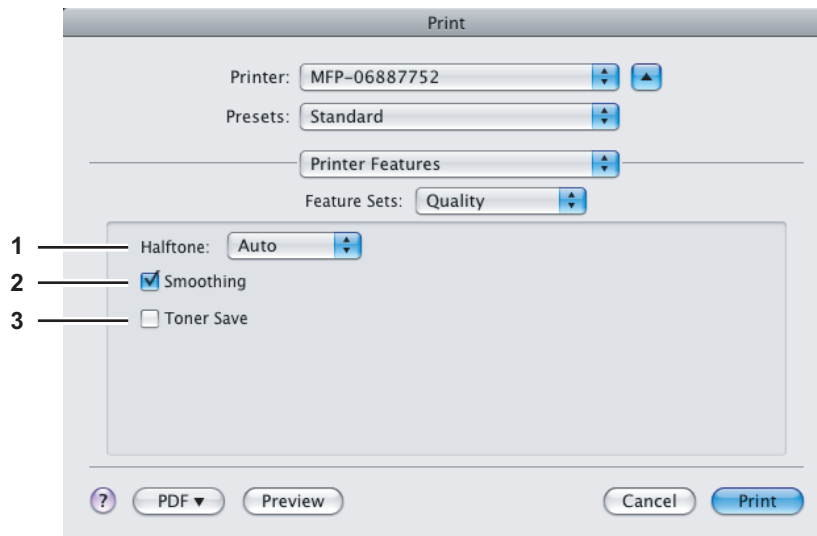 Print
Printer: MFP-06887752
Presets: Standard
Printer Features
Feature Sets: Quality
1 Halftone: Auto
2 Smoothing
3 Toner Save
? PDF▼ Preview Cancel Print